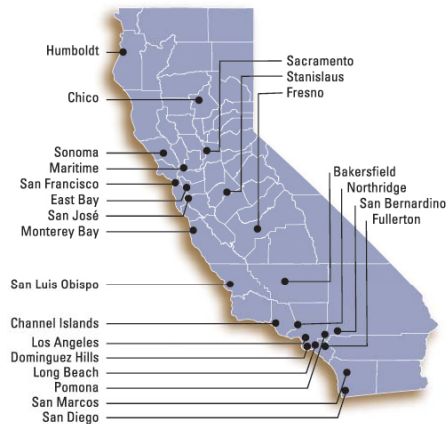 Humboldt
Chico
Sacramento
Stanislaus
Fresno
Sonoma
Maritime
San Francisco
East Bay
San José
Monterey Bay
Bakersfield
Northridge
San Bernardino
Fullerton
San Luis Obispo
Channel Islands
Los Angeles
Dominguez Hills
Long Beach
Pomona
San Marcos
San Diego